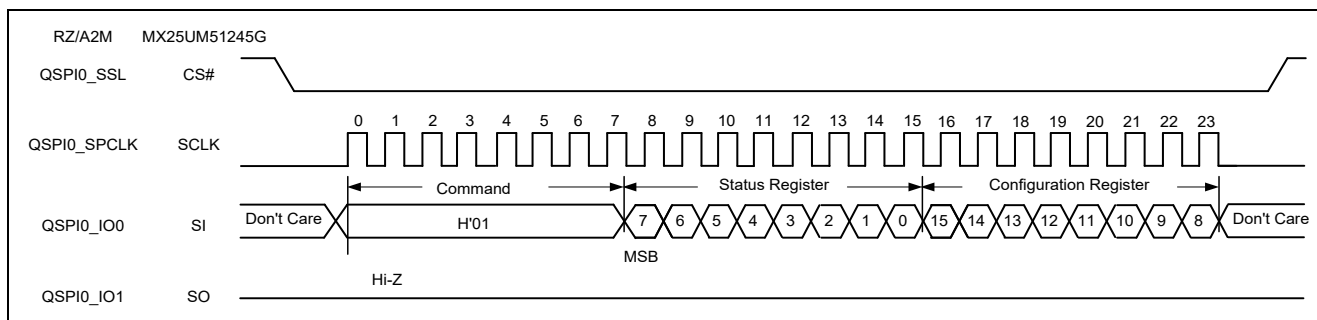 RZ/A2M MX25UM51245G
QSPI0_SSL CS#
0 1 2 3 4 5 6 7 8 9 10 11 12 13 14 15 16 17 18 19 20 21 22 23
QSPI0_SPCLK SCLK
Command Status Register Configuration Register
QSPI0_IO0 SI Don't Care H'01 7 6 5 4 3 2 1 0 15 14 13 12 11 10 9 8 Don't Care
MSB
Hi-Z
QSPI0_IO1 SO